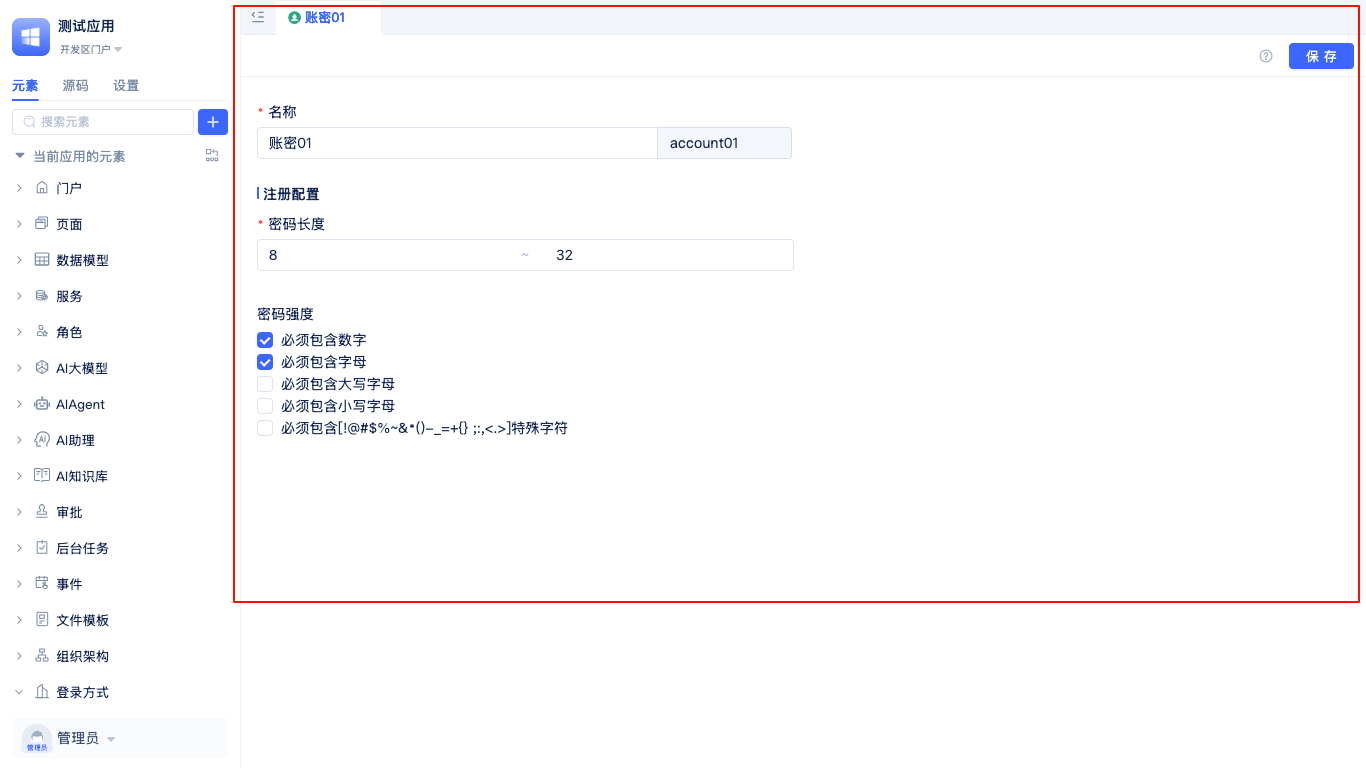 测试应用
开发区门户
元素 源码 设置
搜索元素
当前应用的元素
门户
页面
数据模型
服务
角色
AI大模型
AIAgent
AI助理
AI知识库
审批
后台任务
事件
文件模板
组织架构
登录方式
管理员
管理员
账密01
保 存
* 名称
账密01 account01
注册配置
* 密码长度
8 ~ 32
密码强度
必须包含数字
必须包含字母
必须包含大写字母
必须包含小写字母
必须包含[!@#$%~&*()-_=+{} ;:,<.>]特殊字符